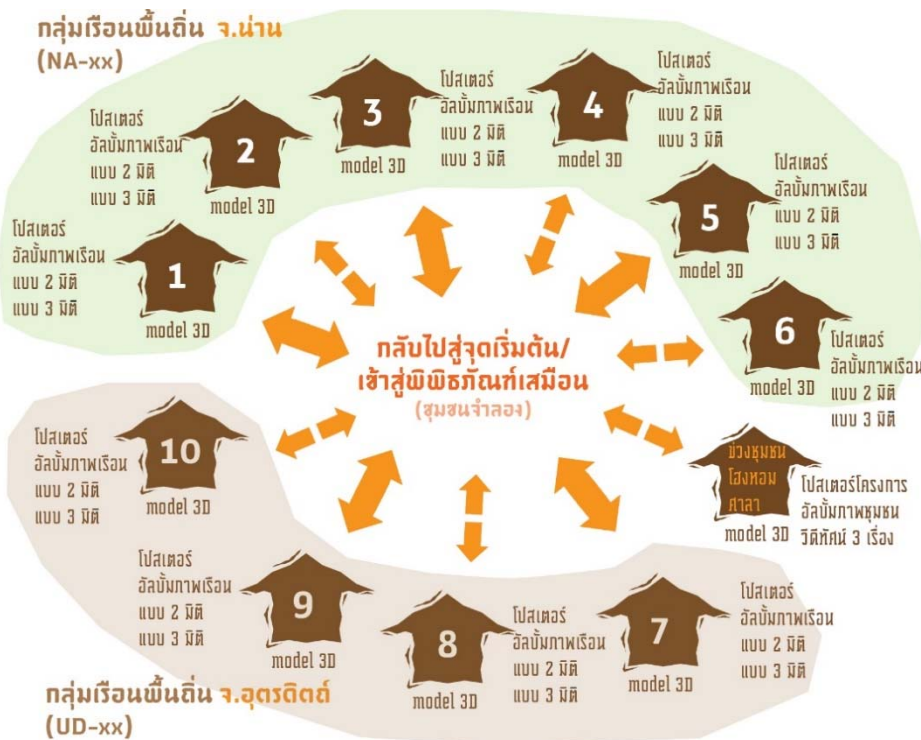 กลุ่มเรือนพื้นถิ่น จ.น่าน
(NA-xx)
โปสเตอร์
อัลบั้มภาพเรือน
แบบ 2 มิติ
แบบ 3 มิติ
1
model 3D
โปสเตอร์
อัลบั้มภาพเรือน
แบบ 2 มิติ
แบบ 3 มิติ
2
model 3D
3
model 3D
โปสเตอร์
อัลบั้มภาพเรือน
แบบ 2 มิติ
แบบ 3 มิติ
4
model 3D
โปสเตอร์
อัลบั้มภาพเรือน
แบบ 2 มิติ
แบบ 3 มิติ
5
model 3D
โปสเตอร์
อัลบั้มภาพเรือน
แบบ 2 มิติ
แบบ 3 มิติ
6
model 3D
โปสเตอร์
อัลบั้มภาพเรือน
แบบ 2 มิติ
แบบ 3 มิติ
กลับไปสู่จุดเริ่มต้น/
เข้าสู่พิพิธภัณฑ์เสมือน
(ชุมชนจำลอง)
ข่วงชุมชน
โฮงหอม
ศาลา
model 3D
โปสเตอร์โครงการ
อัลบั้มภาพชุมชน
วีดีทัศน์ 3 เรื่อง
7
model 3D
โปสเตอร์
อัลบั้มภาพเรือน
แบบ 2 มิติ
แบบ 3 มิติ
8
model 3D
โปสเตอร์
อัลบั้มภาพเรือน
แบบ 2 มิติ
แบบ 3 มิติ
โปสเตอร์
อัลบั้มภาพเรือน
แบบ 2 มิติ
แบบ 3 มิติ
9
model 3D
โปสเตอร์
อัลบั้มภาพเรือน
แบบ 2 มิติ
แบบ 3 มิติ
10
model 3D
กลุ่มเรือนพื้นถิ่น จ.อุตรดิตถ์
(UD-xx)